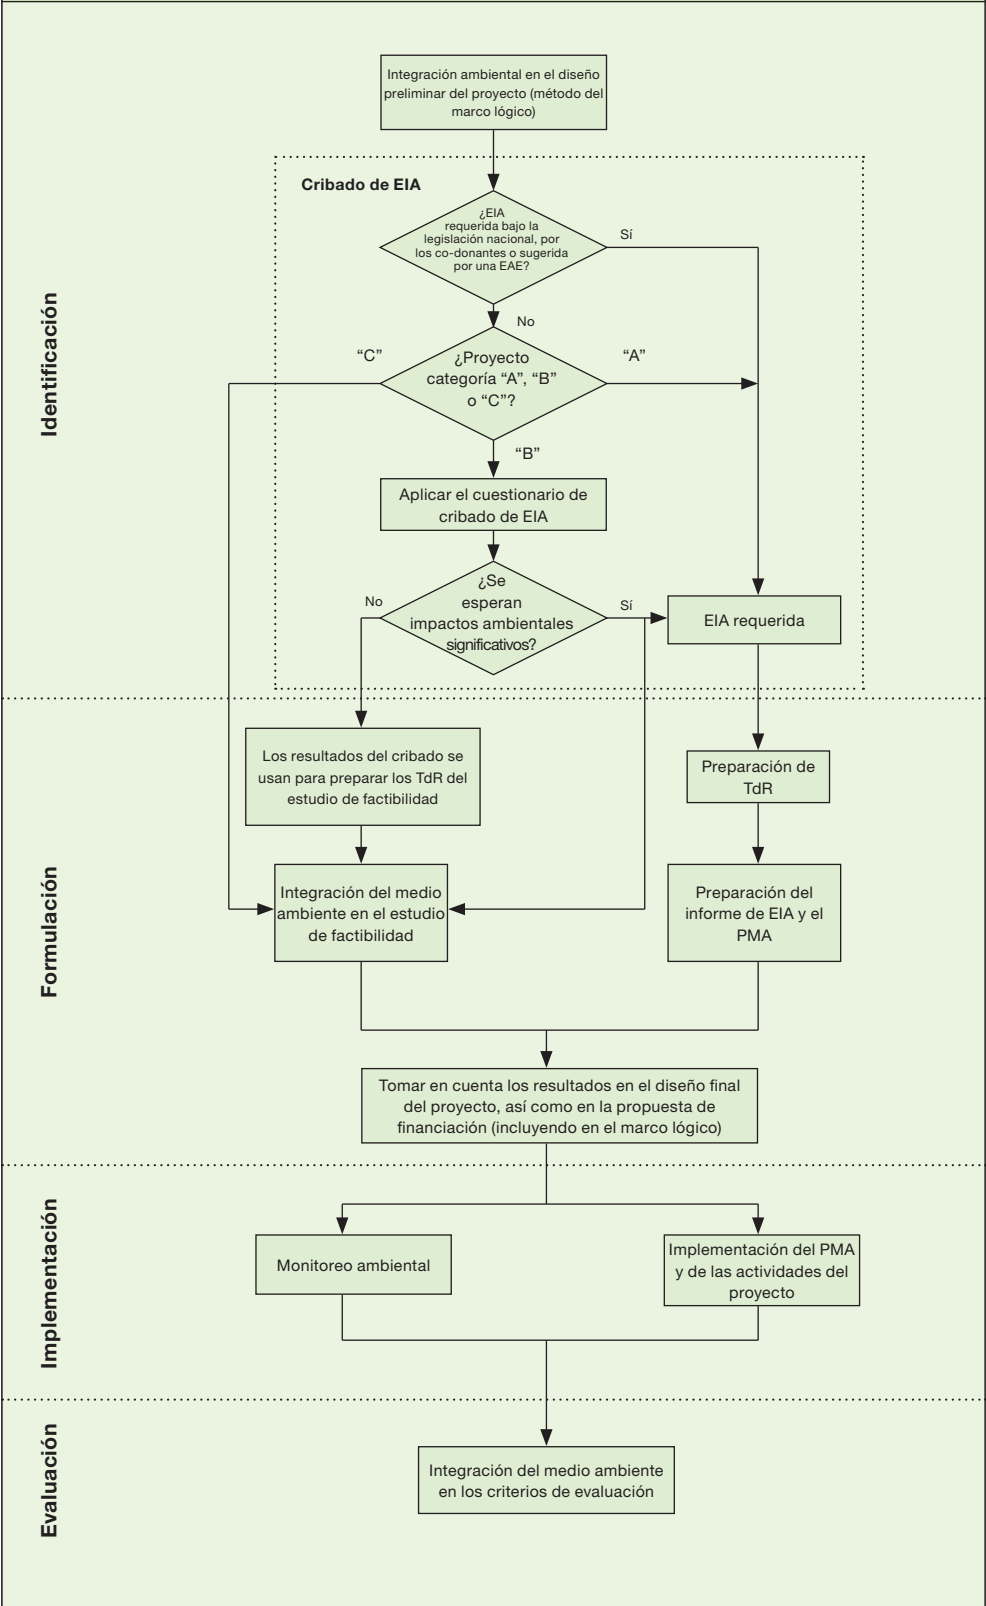 Integración ambiental en el diseño
preliminar del proyecto (método del
marco lógico)
Cribado de EIA
¿EIA
requerida bajo la
legislación nacional, por
los co-donantes o sugerida
por una EAE?
Sí
No
Identificación
“C”
¿Proyecto
categoría “A”, “B”
o “C”?
“A”
“B”
Aplicar el cuestionario de
cribado de EIA
No
¿Se
esperan
impactos ambientales
significativos?
Sí
EIA requerida
Los resultados del cribado se
usan para preparar los TdR del
estudio de factibilidad
Preparación de
TdR
Formulación
Integración del medio
ambiente en el estudio
de factibilidad
Preparación del
informe de EIA y el
PMA
Tomar en cuenta los resultados en el diseño final
del proyecto, así como en la propuesta de
financiación (incluyendo en el marco lógico)
Implementación
Monitoreo ambiental
Implementación del PMA
y de las actividades del
proyecto
Evaluación
Integración del medio ambiente
en los criterios de evaluación